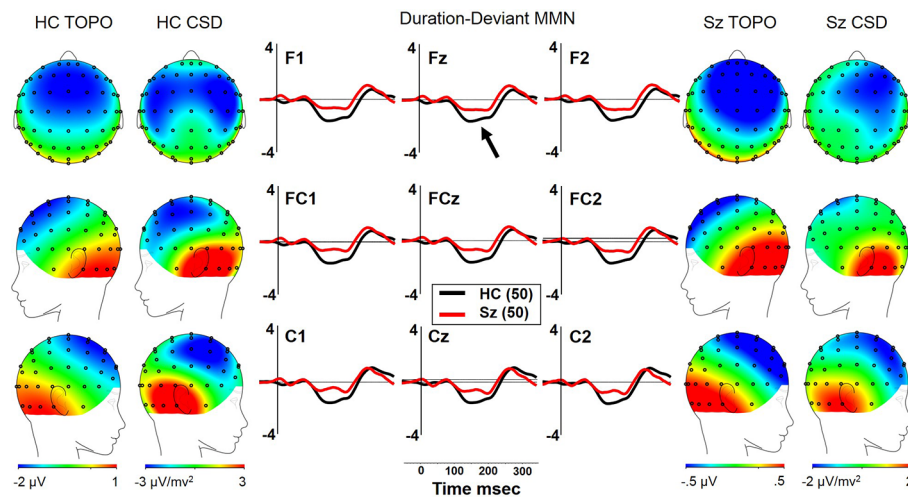 HC TOPO HC CSD Duration-Deviant MMN Sz TOPO Sz CSD
4 4 4
F1 Fz F2
-4 -4 -4
4 4 4
FC1 FCz FC2
-4 -4 -4
HC (50)
Sz (50)
4 4 4
C1 Cz C2
-4 -4 -4
-2 µV 1 -3 µV/mv² 3 0 100 200 300 -.5 µV .5 -2 µV/mv² 2
Time msec